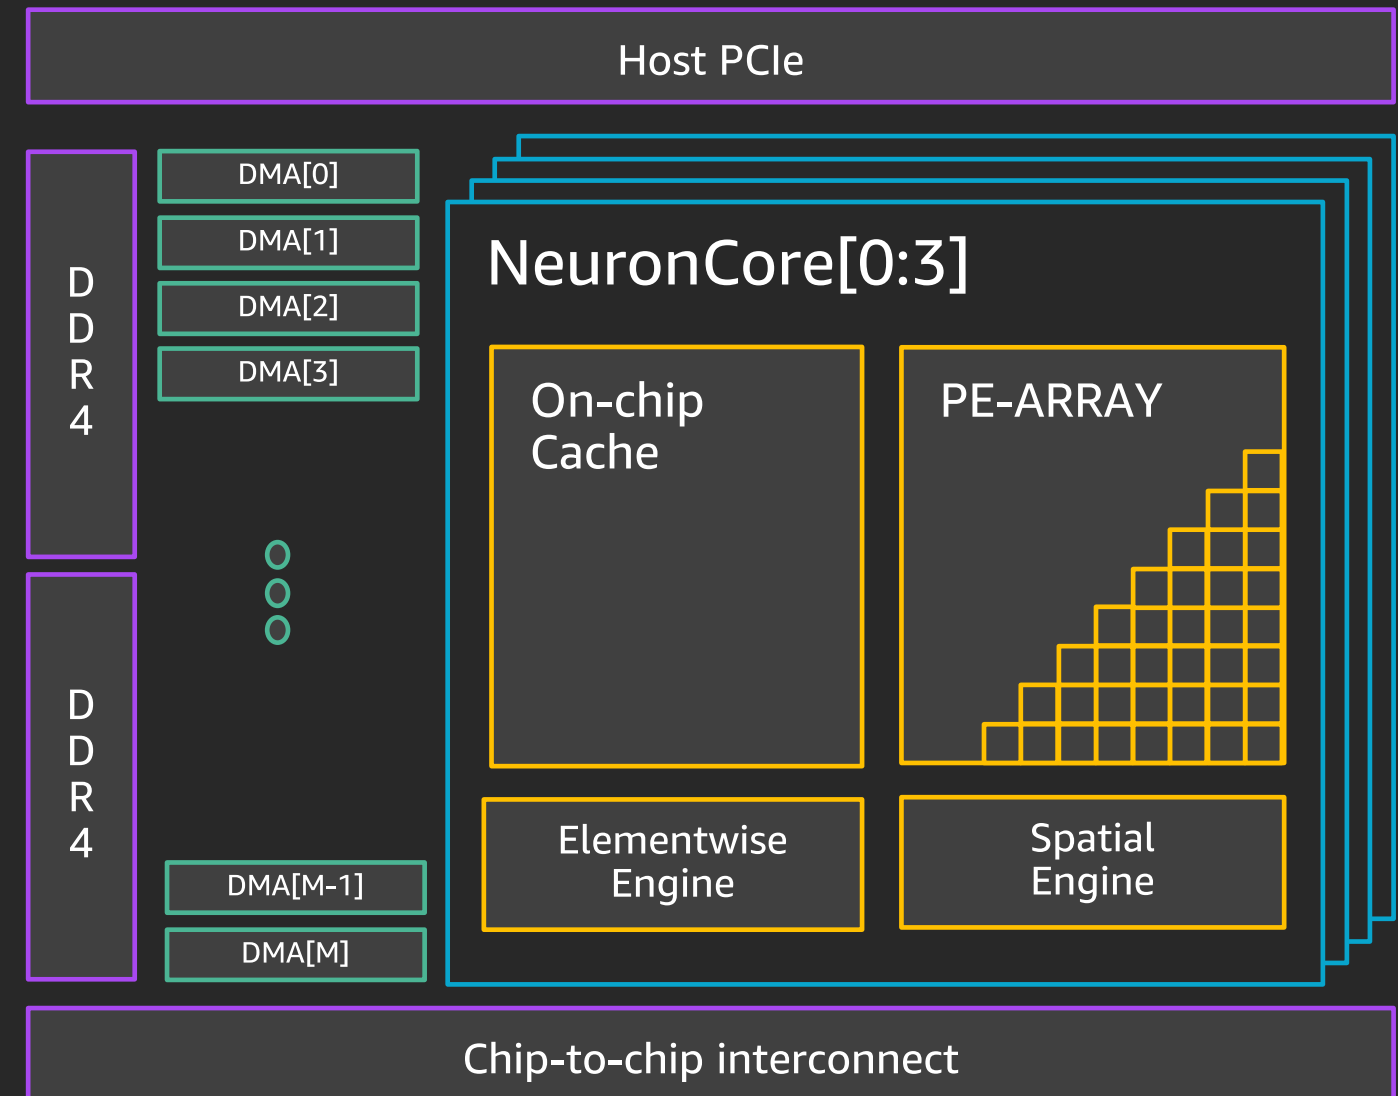 Host PCIe
D
D
R
4
D
D
R
4
DMA[0]
DMA[1]
DMA[2]
DMA[3]
DMA[M-1]
DMA[M]
NeuronCore[0:3]
On-chip
Cache
PE-ARRAY
Elementwise
Engine
Spatial
Engine
Chip-to-chip interconnect